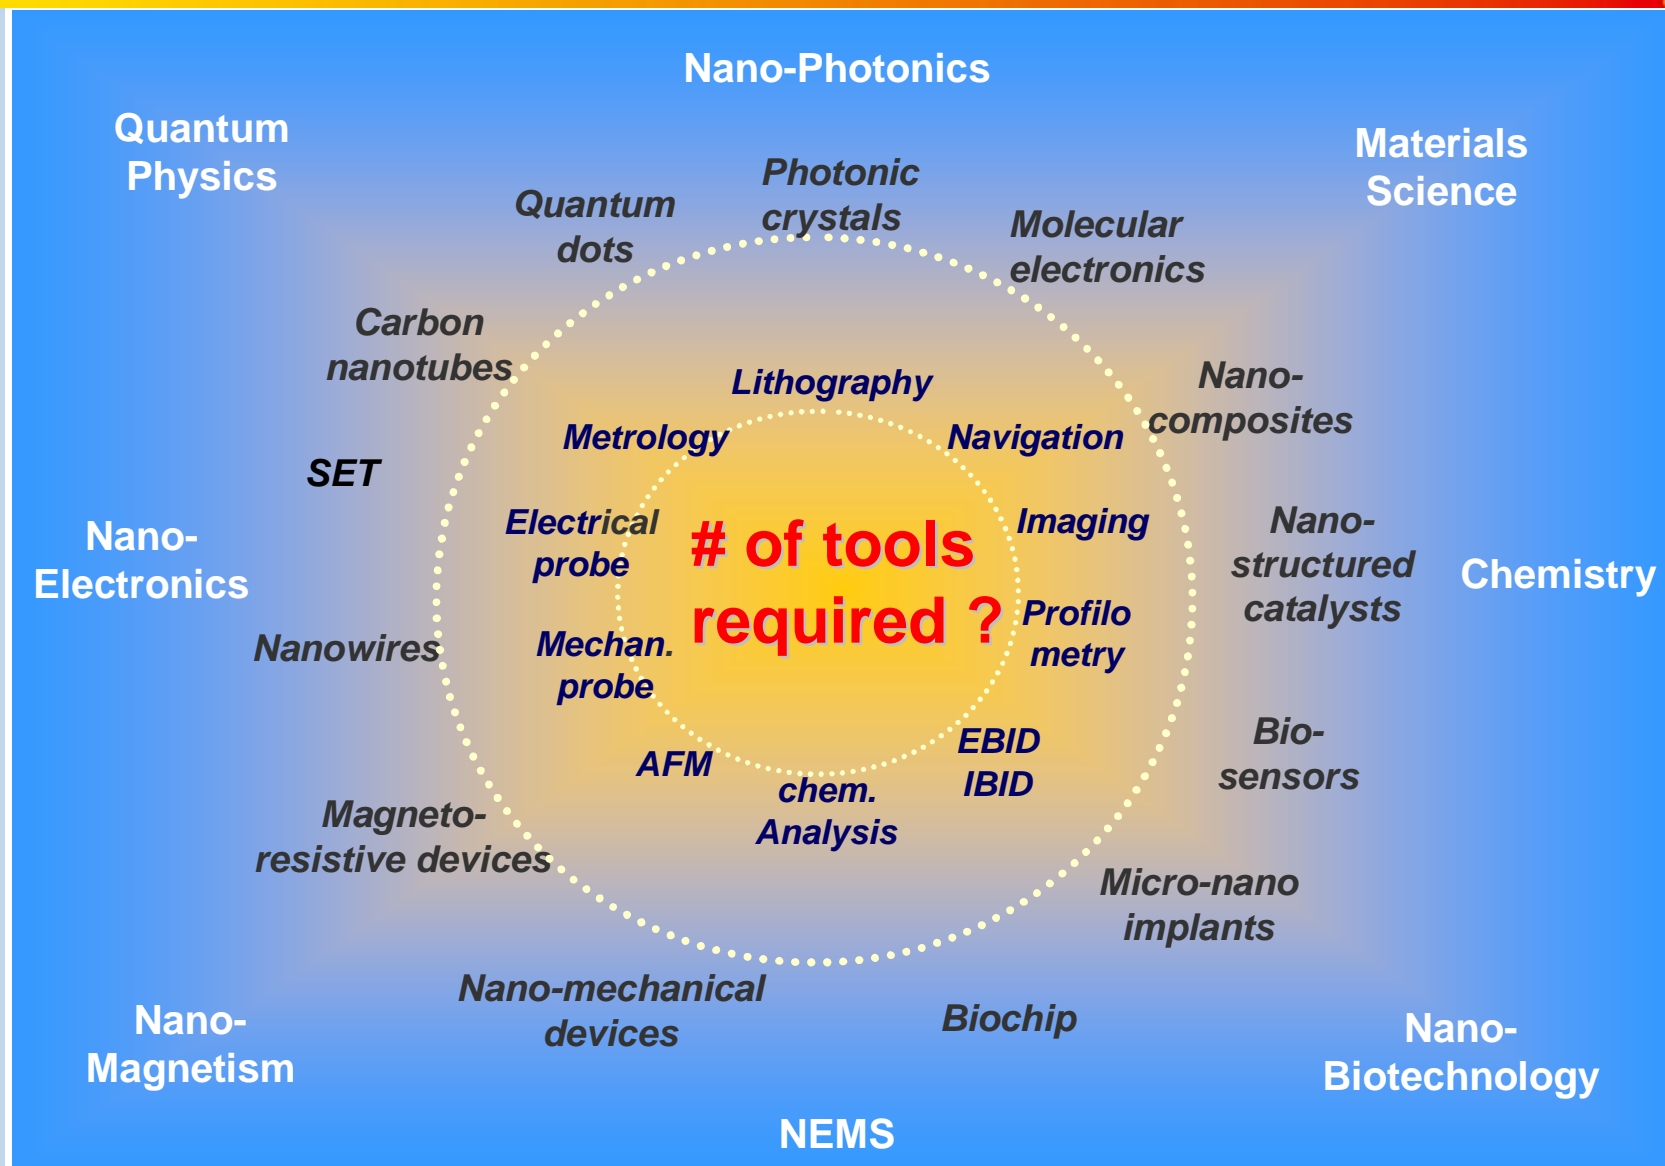 Nano-Photonics
Quantum
Physics
Materials
Science
Photonic
crystals
Quantum
dots
Molecular
electronics
Carbon
nanotubes
Lithography
Nano-
composites
Metrology
Navigation
SET
Electrical
probe
# of tools
required ?
Imaging
Nano-
structured
catalysts
Nano-
Electronics
Chemistry
Profilo
metry
Nanowires
Mechan.
probe
Bio-
sensors
AFM
EBID
IBID
chem.
Analysis
Magneto-
resistive devices
Micro-nano
implants
Nano-mechanical
devices
Biochip
Nano-
Magnetism
Nano-
Biotechnology
NEMS